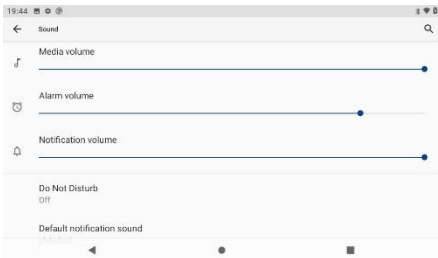 19:44
Sound
Media volume
Alarm volume
Notification volume
Do Not Disturb
Off
Default notification sound